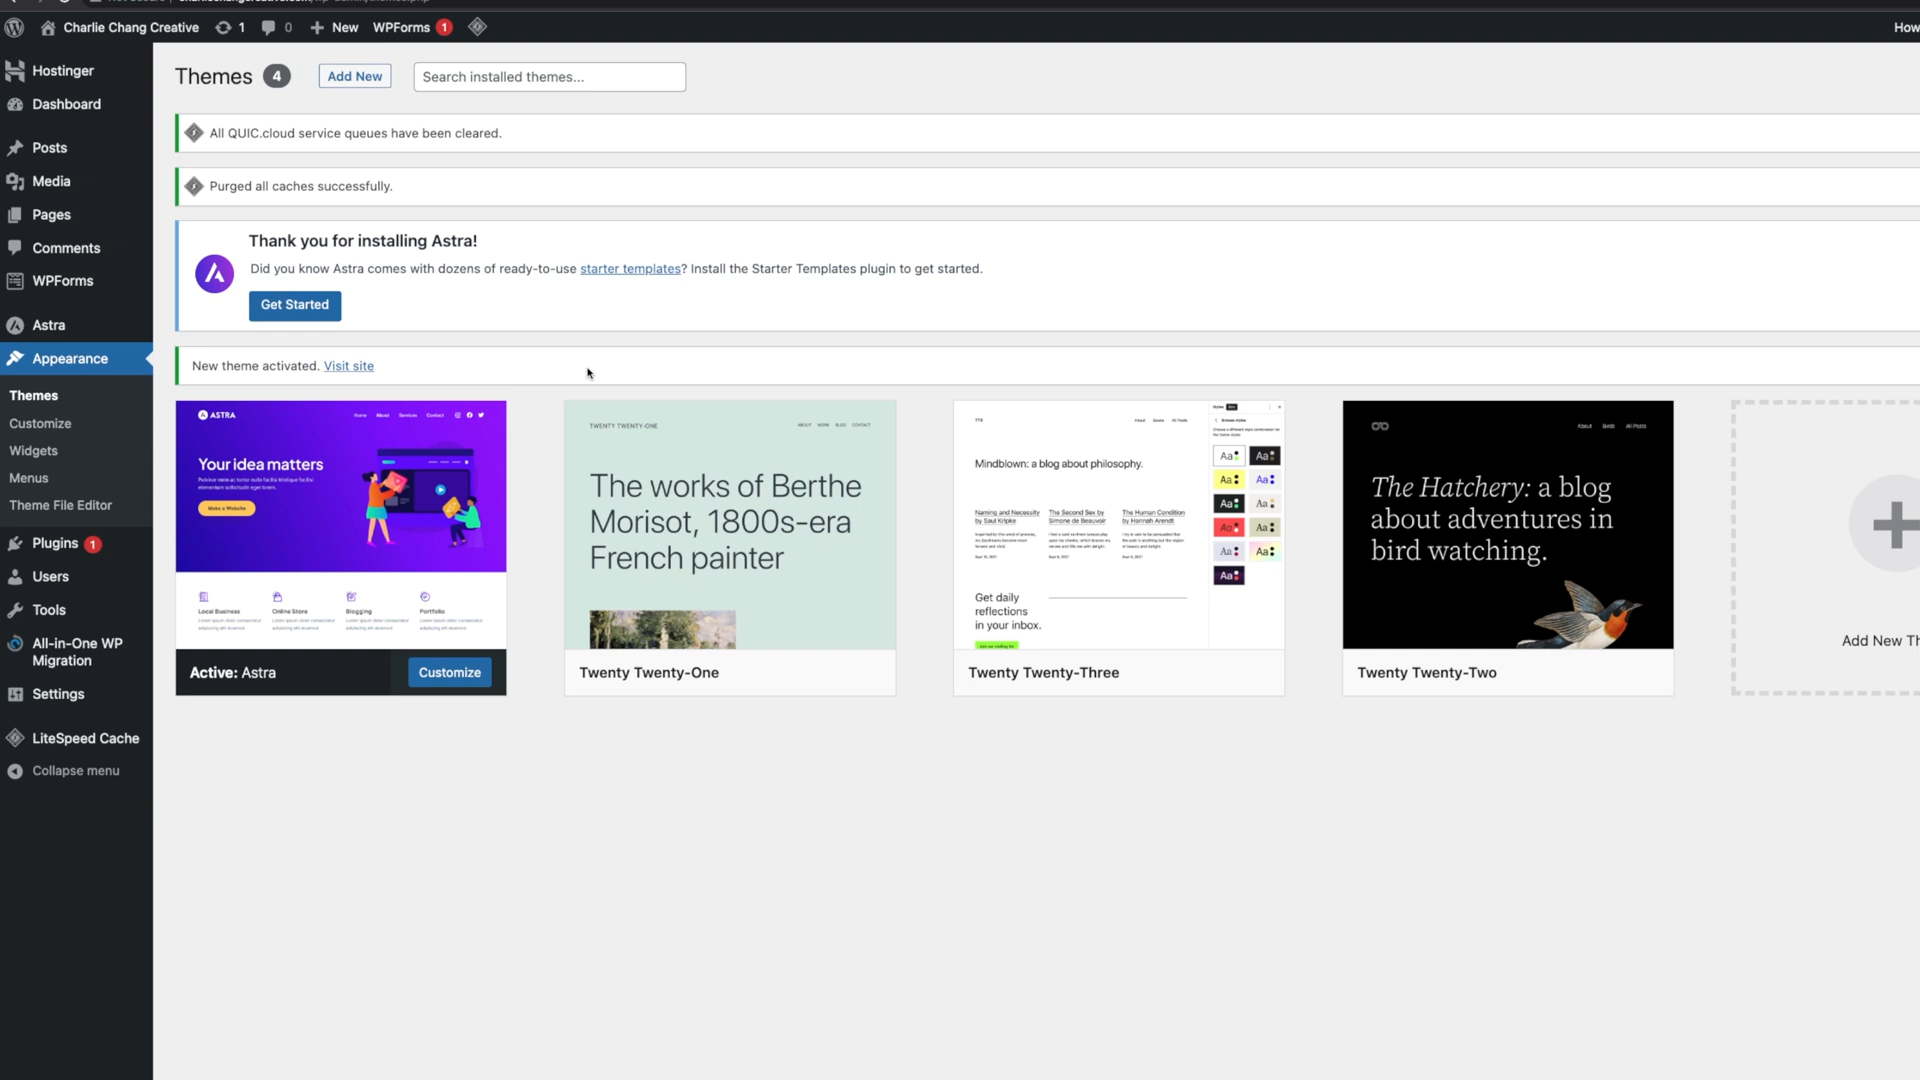 Charlie Chang Creative
1
0
New
WPForms
1
How
Hostinger
Dashboard
Posts
Media
Pages
Comments
WPForms
Astra
Appearance
Themes
Customize
Widgets
Menus
Theme File Editor
Plugins 1
Users
Tools
All-in-One WP
Migration
Settings
LiteSpeed Cache
Collapse menu
Themes 4
Add New
Search installed themes...
All QUIC.cloud service queues have been cleared.
Purged all caches successfully.
Thank you for installing Astra!
Did you know Astra comes with dozens of ready-to-use starter templates? Install the Starter Templates plugin to get started.
Get Started
New theme activated. Visit site
ASTRA
Home About Services Contact
Your idea matters
Make a Website
Local Business
Online Store
Blogging
Portfolio
Active: Astra
Customize
TWENTY TWENTY-ONE
ABOUT WORK BLOG CONTACT
The works of Berthe
Morisot, 1800s-era
French painter
Twenty Twenty-One
Mindblown: a blog about philosophy.
Naming and Necessity
by Saul Kripke
The Second Sex by
Simone de Beauvoir
The Human Condition
by Hannah Arendt
Get daily
reflections
in your inbox.
Browse styles
Aa
Aa
Aa
Aa
Aa
Aa
Aa
Aa
Aa
Aa
Aa
Twenty Twenty-Three
About Birds All Posts
The Hatchery: a blog
about adventures in
bird watching.
Twenty Twenty-Two
Add New Th